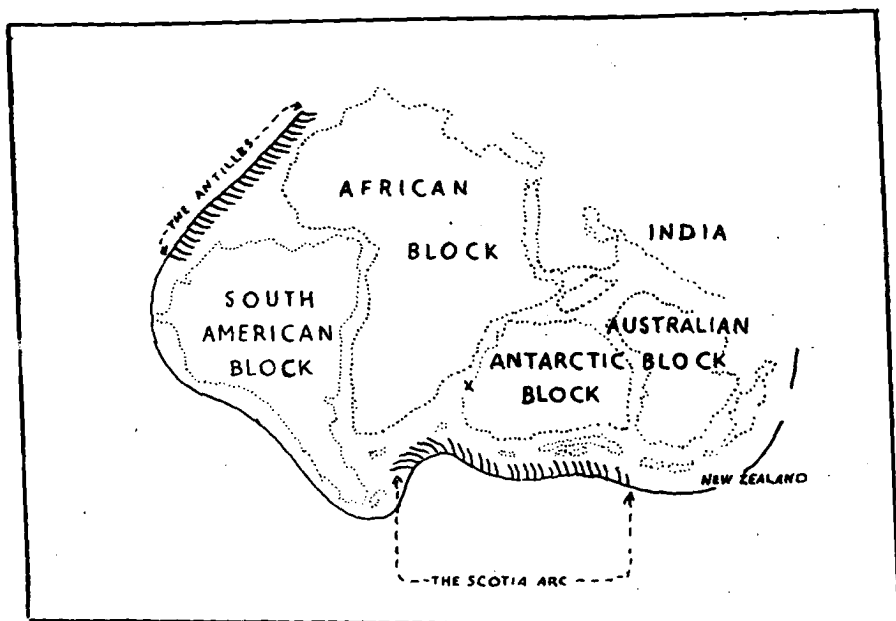 THE ANTILLES
AFRICAN
BLOCK
INDIA
SOUTH
AMERICAN
BLOCK
AUSTRALIAN
BLOCK
ANTARCTIC
BLOCK
x
NEW ZEALAND
THE SCOTIA ARC